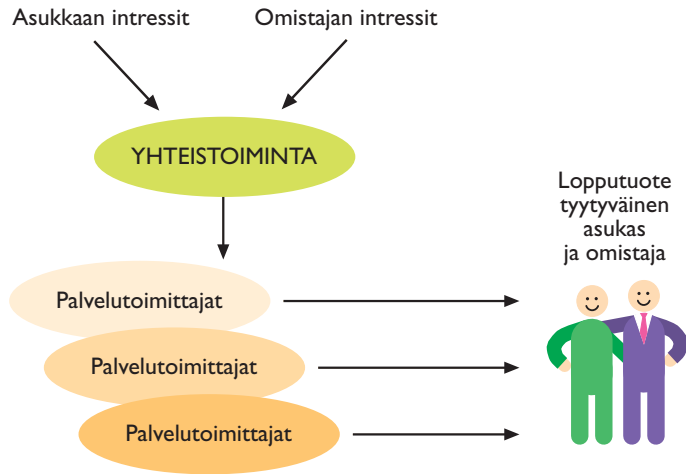 Asukkaan intressit
Omistajan intressit
YHTEISTOIMINTA
Lopputuote
tyytyväinen
asukas
ja omistaja
Palvelutoimittajat
Palvelutoimittajat
Palvelutoimittajat